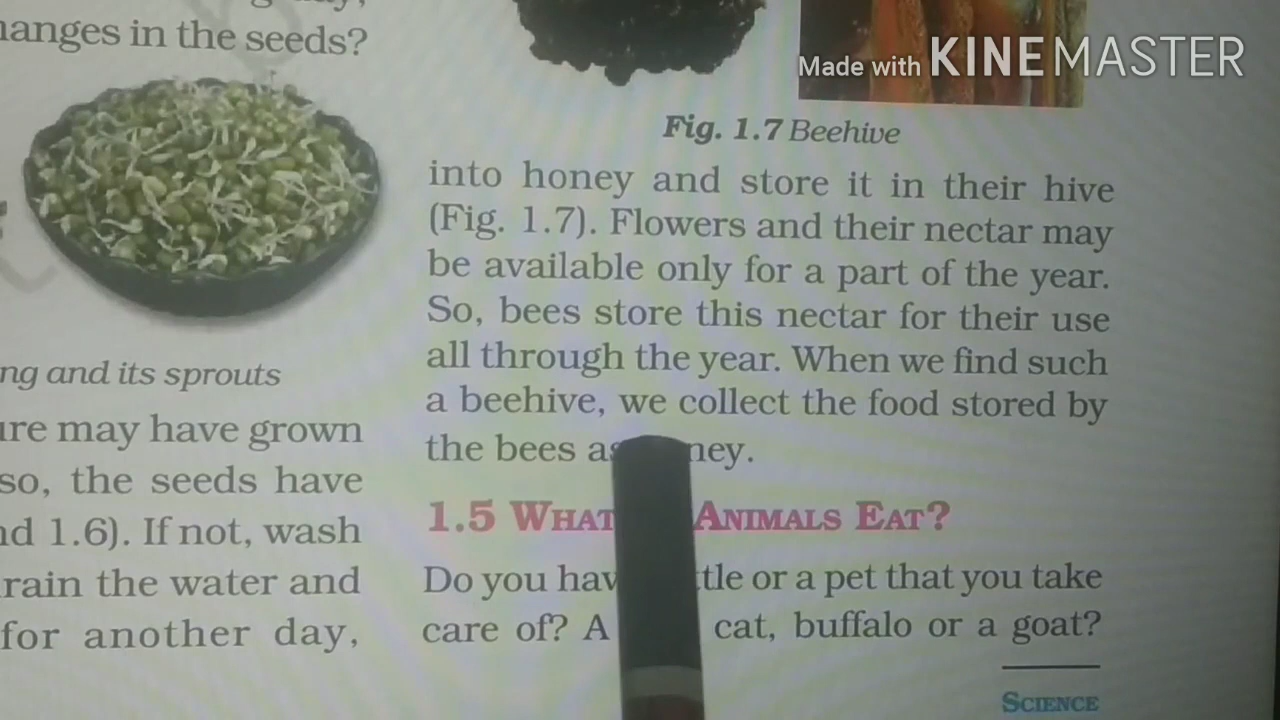 hanges in the seeds?
ng and its sprouts
ure may have grown
so, the seeds have
nd 1.6). If not, wash
rain the water and
for another day,
Made with KINEMASTER
Fig. 1.7 Beehive
into honey and store it in their hive
(Fig. 1.7). Flowers and their nectar may
be available only for a part of the year.
So, bees store this nectar for their use
all through the year. When we find such
a beehive, we collect the food stored by
the bees as ney.
1.5 WHAT ANIMALS EAT?
Do you hav tle or a pet that you take
care of? A cat, buffalo or a goat?
SCIENCE